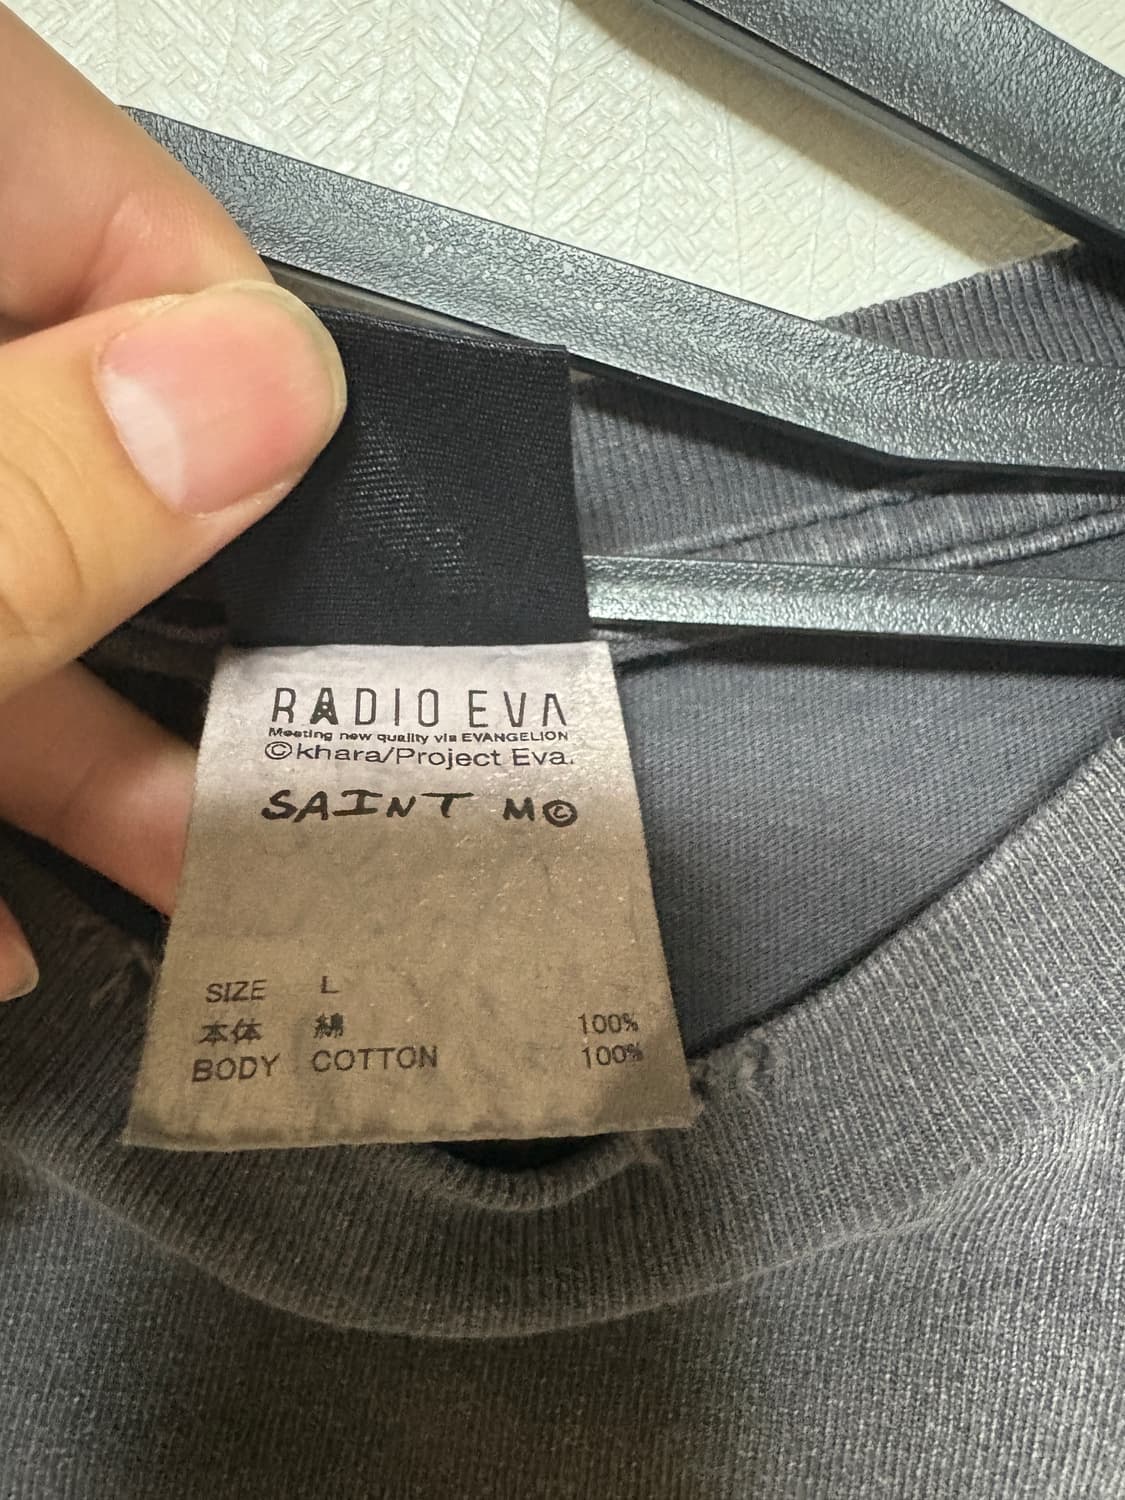 RADIO EVA
Meeting new quality via EVANGELION
©khara/Project Eva.
SAINT M©
SIZE L
本体 綿 100%
BODY COTTON 100%